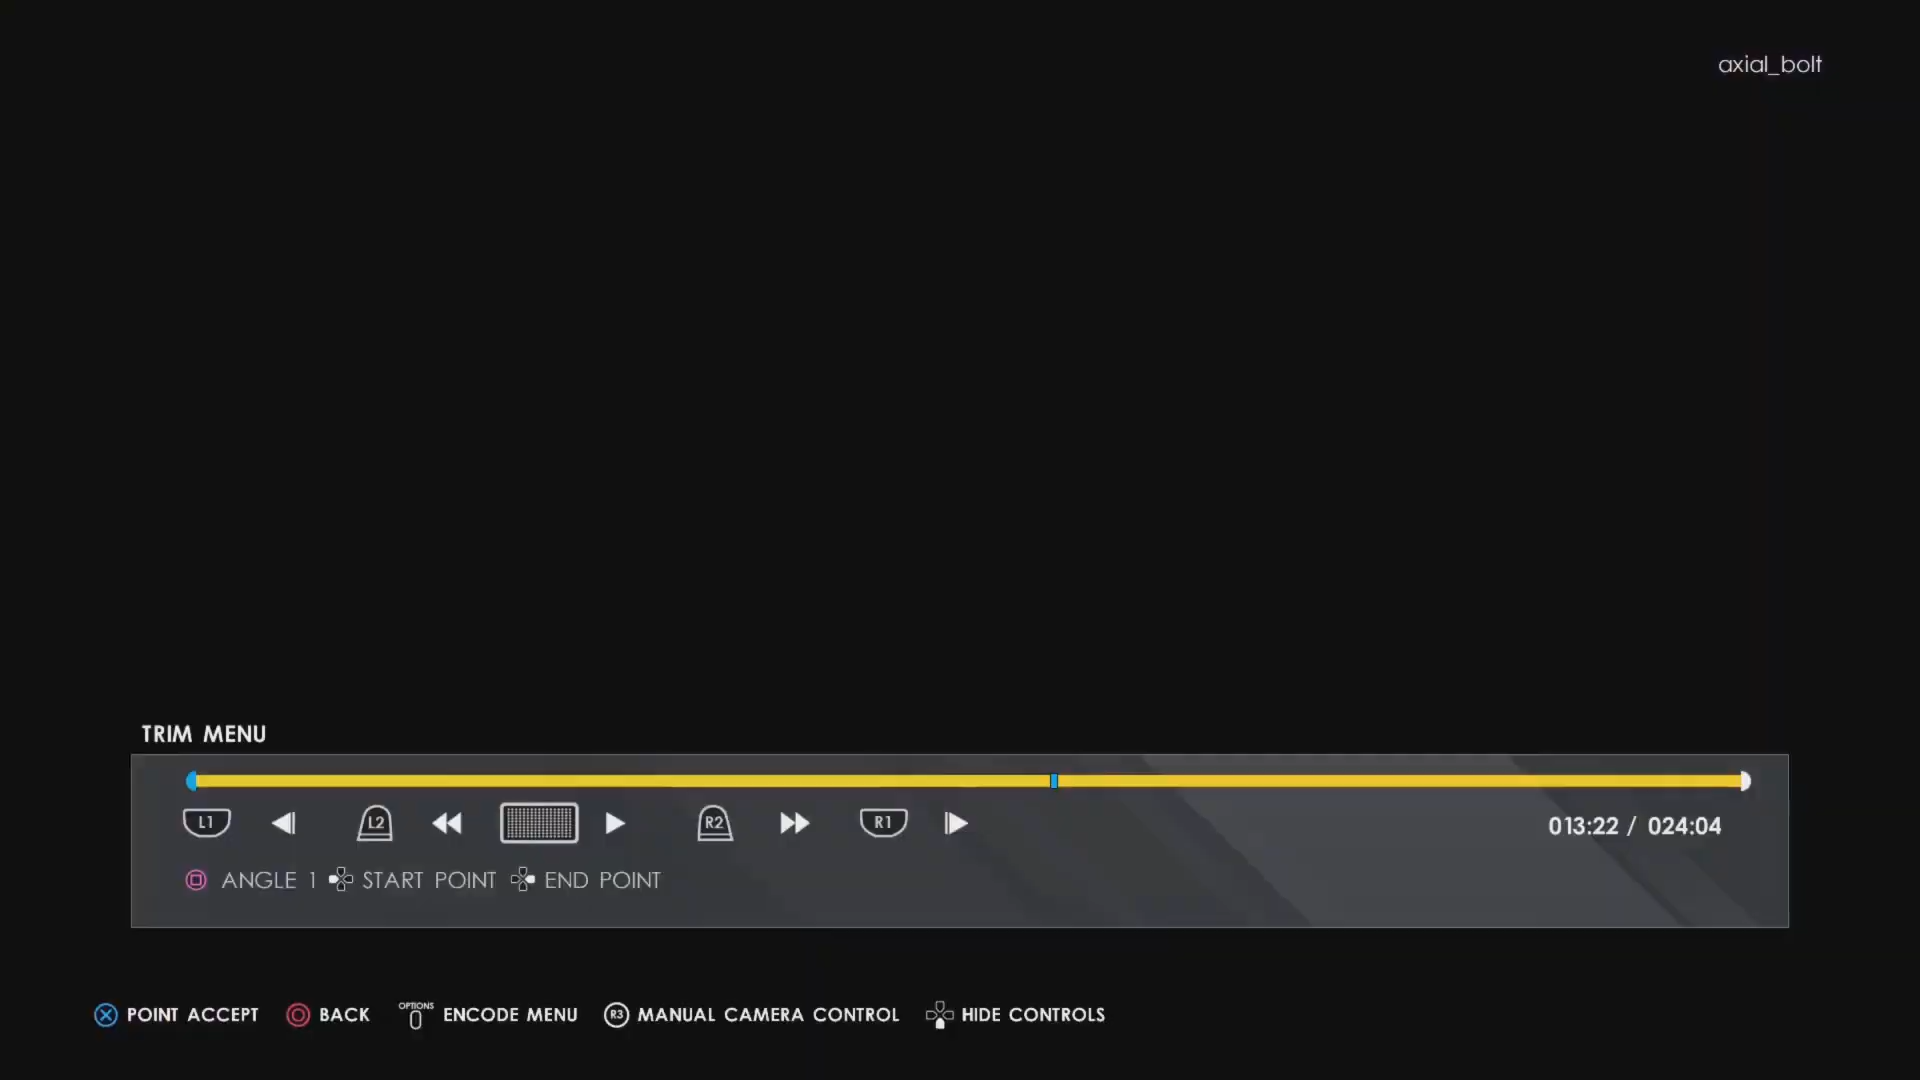 axial_bolt
TRIM MENU
L1 L2 R2 R1 013:22 / 024:04
ANGLE 1 START POINT END POINT
POINT ACCEPT BACK OPTIONS ENCODE MENU R3 MANUAL CAMERA CONTROL HIDE CONTROLS